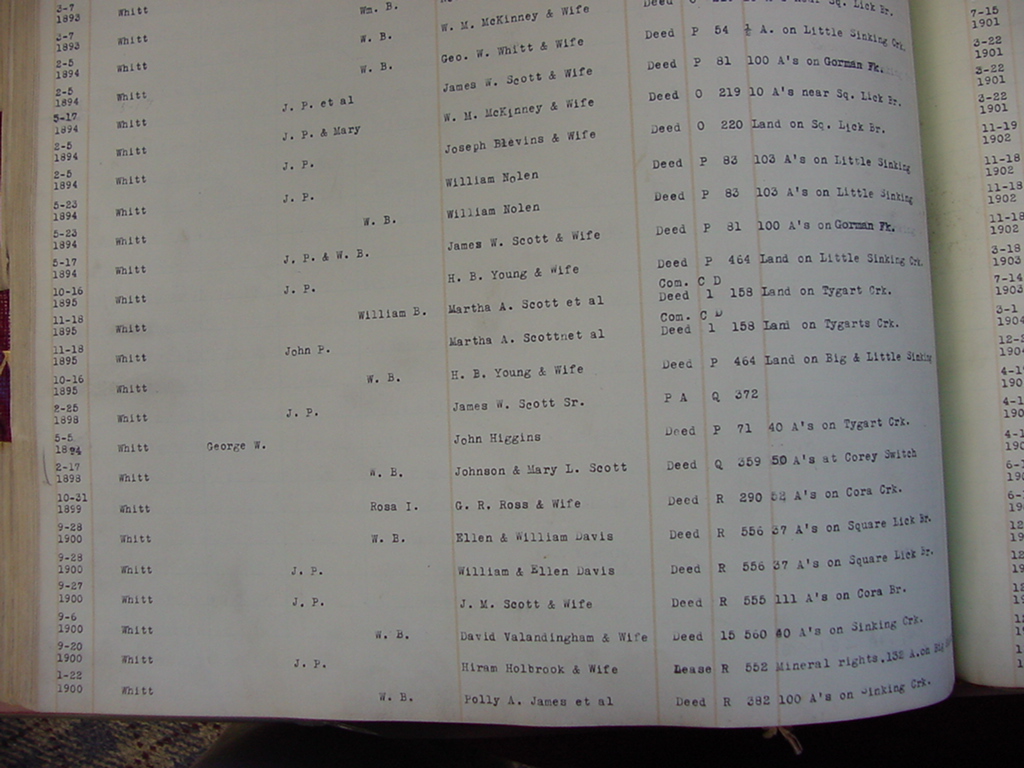 3-7
1893 Whitt Wm. B.
3-7
1893 Whitt W. B. W. M. McKinney & Wife Deed O Sq. Lick Br.
2-5
1894 Whitt W. B. Geo. W. Whitt & Wife Deed P 54 ½ A. on Little Sinking Crk.
2-5
1894 Whitt J. P. et al James W. Scott & Wife Deed P 81 100 A's on Gorman Fk.
5-17
1894 Whitt J. P. & Mary W. M. McKinney & Wife Deed O 219 10 A's near Sq. Lick Br.
2-5
1894 Whitt J. P. Joseph Blevins & Wife Deed O 220 Land on Sq. Lick Br.
2-5
1894 Whitt J. P. William Nolen Deed P 83 103 A's on Little Sinking
5-23
1894 Whitt W. B. William Nolen Deed P 83 103 A's on Little Sinking
5-23
1894 Whitt J. P. & W. B. James W. Scott & Wife Deed P 81 100 A's on Gorman Fk.
5-17
1894 Whitt J. P. H. B. Young & Wife Deed P 464 Land on Little Sinking Crk.
10-16
1895 Whitt William B. Martha A. Scott et al Com. C D
Deed 1 158 Land on Tygart Crk.
11-18
1895 Whitt John P. Martha A. Scottnet al Com. C D
Deed 1 158 Land on Tygarts Crk.
11-18
1895 Whitt W. B. H. B. Young & Wife Deed P 464 Land on Big & Little Sinking
10-16
1895 Whitt J. P. James W. Scott Sr. P A Q 372
2-25
1898 Whitt George W. John Higgins Deed P 71 40 A's on Tygart Crk.
5-5
1894 Whitt W. B. Johnson & Mary L. Scott Deed Q 359 50 A's at Corey Switch
2-17
1898 Whitt Rosa I. G. R. Ross & Wife Deed R 290 52 A's on Cora Crk.
10-31
1899 Whitt W. B. Ellen & William Davis Deed R 556 37 A's on Square Lick Br.
9-28
1900 Whitt J. P. William & Ellen Davis Deed R 556 37 A's on Square Lick Br.
9-28
1900 Whitt J. P. J. M. Scott & Wife Deed R 555 111 A's on Cora Br.
9-27
1900 Whitt W. B. David Valandingham & Wife Deed 15 560 40 A's on Sinking Crk.
9-6
1900 Whitt J. P. Hiram Holbrook & Wife Lease R 552 Mineral rights.132 A.on Big
9-20
1900 Whitt W. B. Polly A. James et al Deed R 382 100 A's on Sinking Crk.
1-22
1900
7-15
1901
3-22
1901
3-22
1901
3-22
1901
11-19
1902
11-18
1902
11-18
1902
11-18
1902
3-18
1903
7-14
1903
3-1
1904